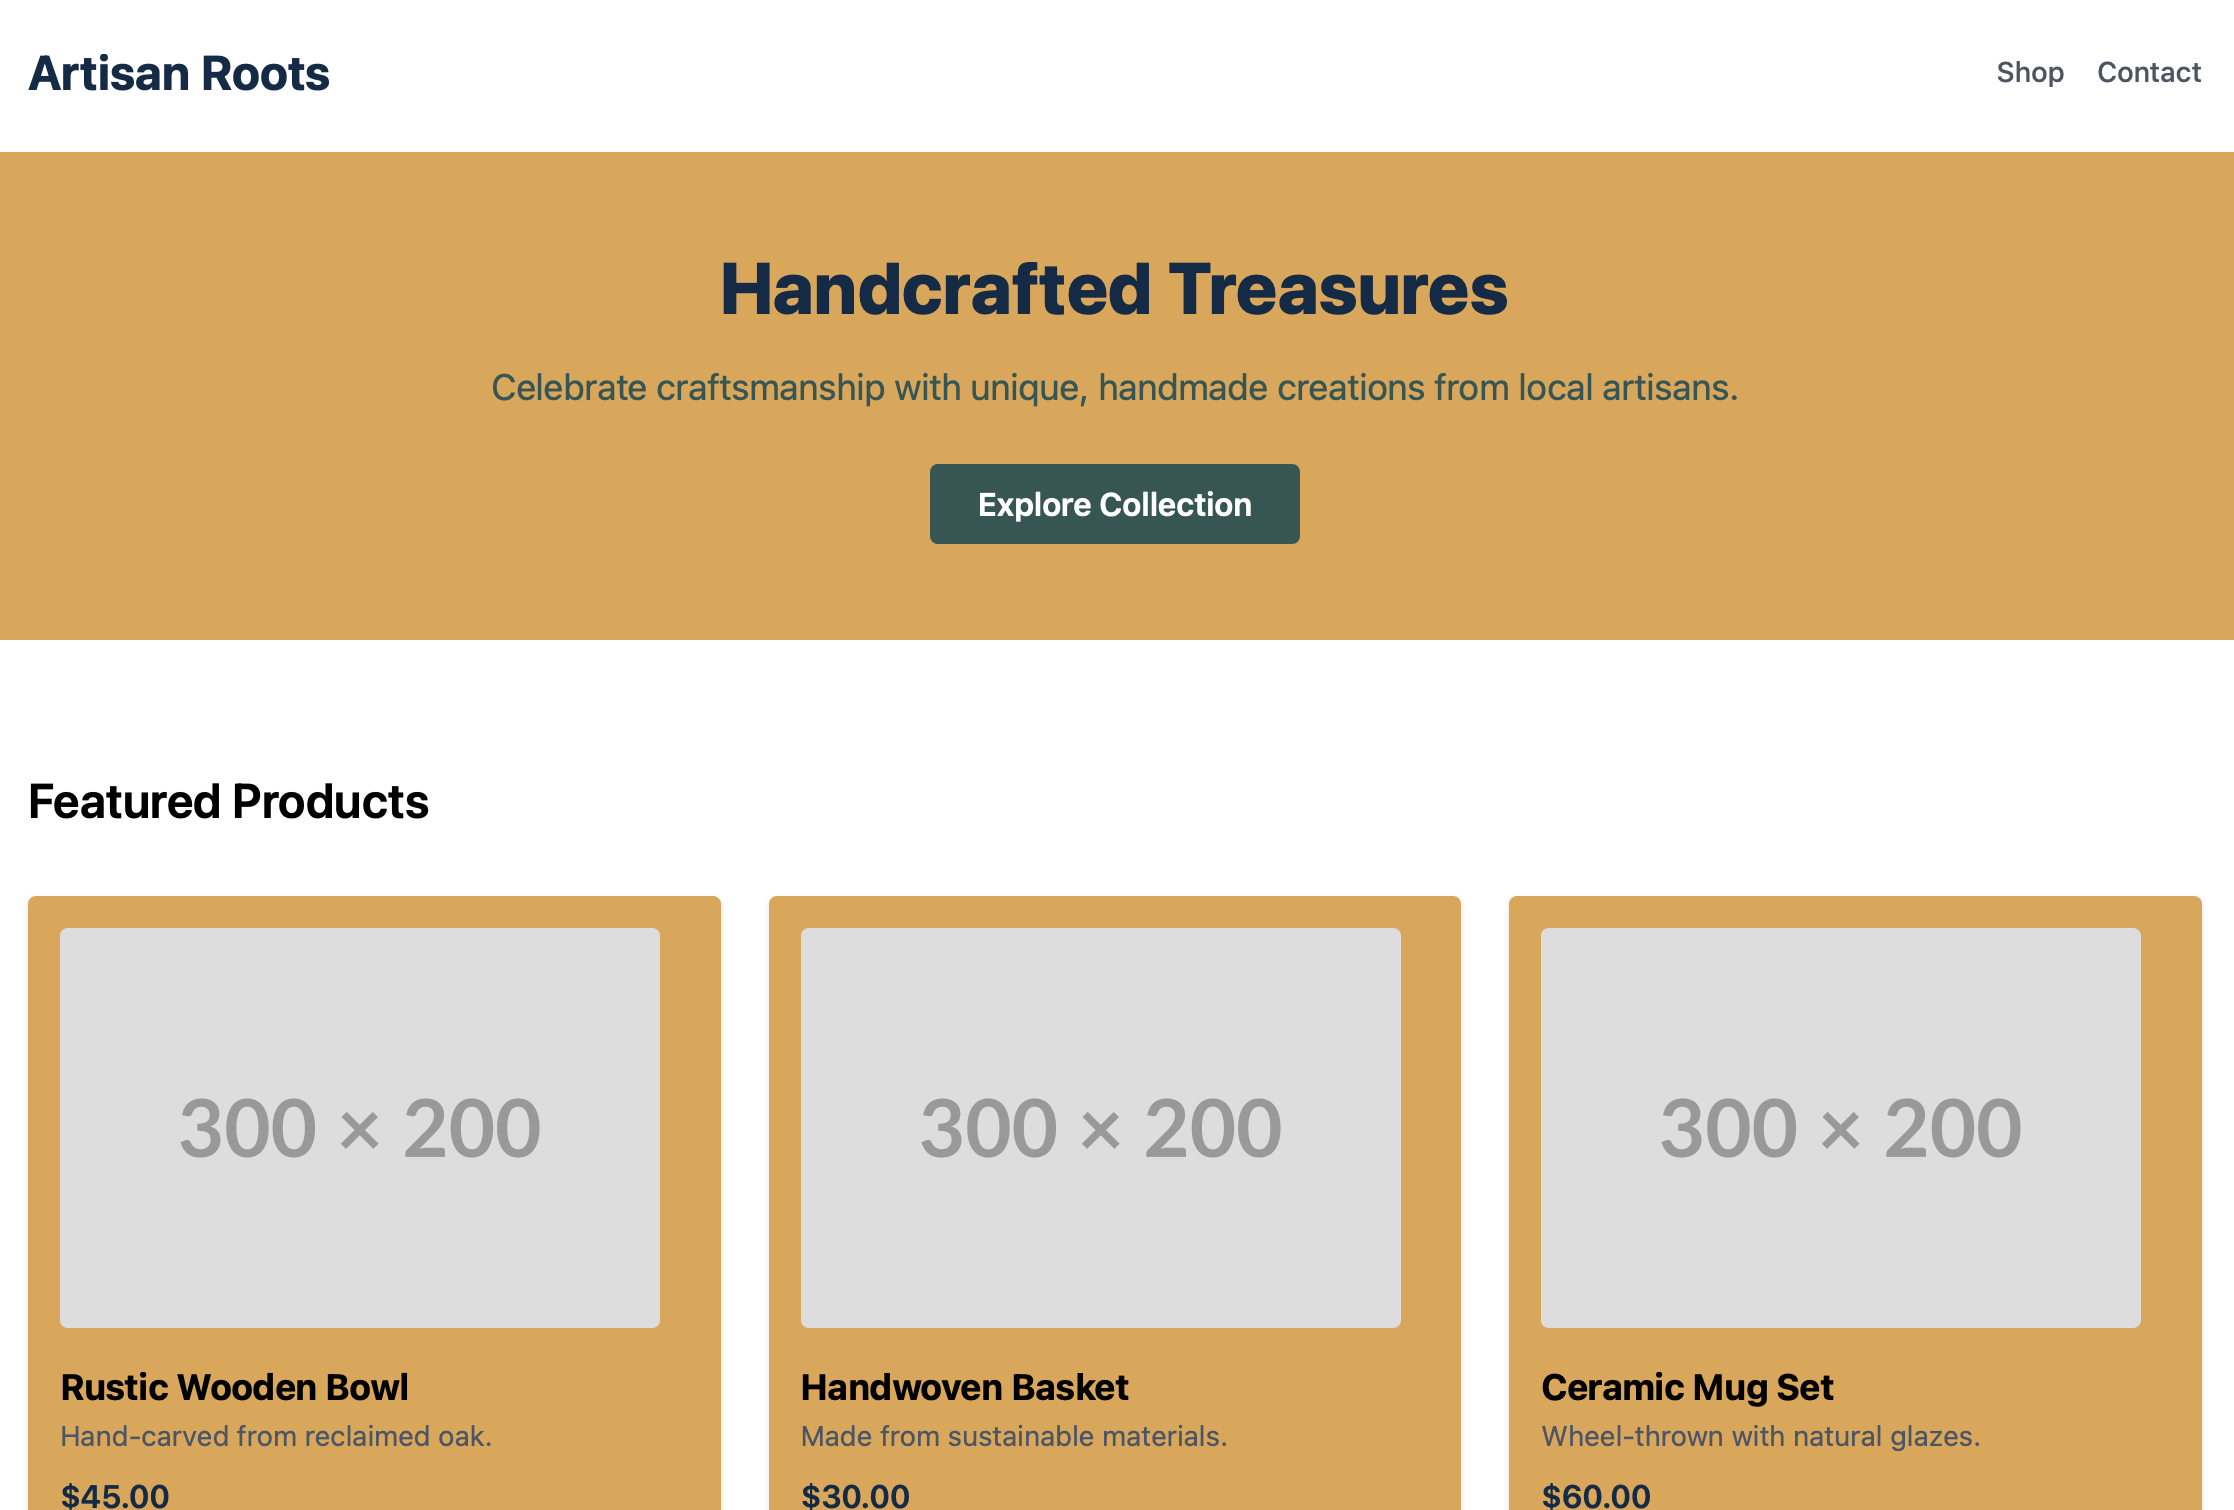 Artisan Roots
Shop Contact
Handcrafted Treasures
Celebrate craftsmanship with unique, handmade creations from local artisans.
Explore Collection
Featured Products
300 × 200
Rustic Wooden Bowl
Hand-carved from reclaimed oak.
$45.00
300 × 200
Handwoven Basket
Made from sustainable materials.
$30.00
300 × 200
Ceramic Mug Set
Wheel-thrown with natural glazes.
$60.00